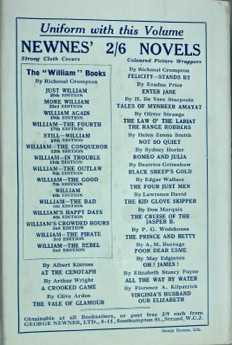 Uniform with this Volume
NEWNES' 2/6 NOVELS
Strong Cloth Covers
Coloured Picture Wrappers
The "William" Books
By Richmal Crompton
JUST WILLIAM
MORE WILLIAM
WILLIAM AGAIN
WILLIAM—THE FOURTH
STILL—WILLIAM
WILLIAM—THE CONQUEROR
WILLIAM—IN TROUBLE
WILLIAM—THE OUTLAW
WILLIAM—THE GOOD
WILLIAM
WILLIAM—THE BAD
WILLIAM'S HAPPY DAYS
WILLIAM'S CROWDED HOURS
WILLIAM—THE PIRATE
WILLIAM—THE REBEL
By Albert Kinross
AT THE CENOTAPH
By Arthur Wright
A CROOKED GAME
By Clive Arden
THE VALE OF GLAMOUR
By Richmal Crompton
FELICITY—STANDS BY
By Evadne Price
ENTER JANE
By H. De Vere Stacpoole
TALES OF MYNHEER AMAYAT
By Oliver Strange
THE LAW O' THE LARIAT
THE RANGE ROBBERS
By Helen Zenna Smith
NOT SO QUIET
By Sydney Horler
ROMEO AND JULIA
By Beatrice Grimshaw
BLACK SHEEP'S GOLD
By Edgar Wallace
THE FOUR JUST MEN
By Lawrence David
THE KID GLOVE SKIPPER
By Don Marquis
THE CRUISE OF THE
JASPER B.
By P. G. Wodehouse
THE PRINCE AND BETTY
By A. M. Burrage
POOR DEAR ESME
By May Edginton
OH! JAMES!
By Elizabeth Stancy Payne
ALL THE WAY BY WATER
By Florence A. Kilpatrick
VIRGINIA'S HUSBAND
OUR ELIZABETH
Obtainable at all Booksellers, or post free 2/9 each from
GEORGE NEWNES, LTD., 8-11, Southampton St., Strand, W.C.2.